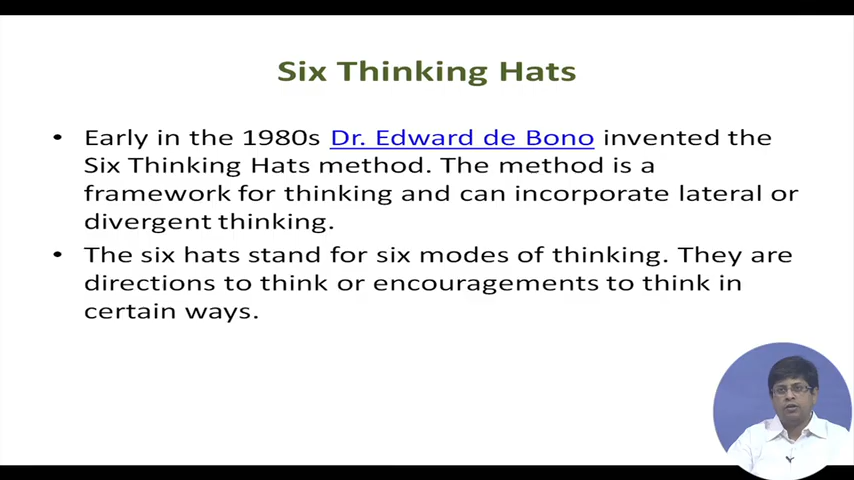 Six Thinking Hats
• Early in the 1980s Dr. Edward de Bono invented the
Six Thinking Hats method. The method is a
framework for thinking and can incorporate lateral or
divergent thinking.
• The six hats stand for six modes of thinking. They are
directions to think or encouragements to think in
certain ways.